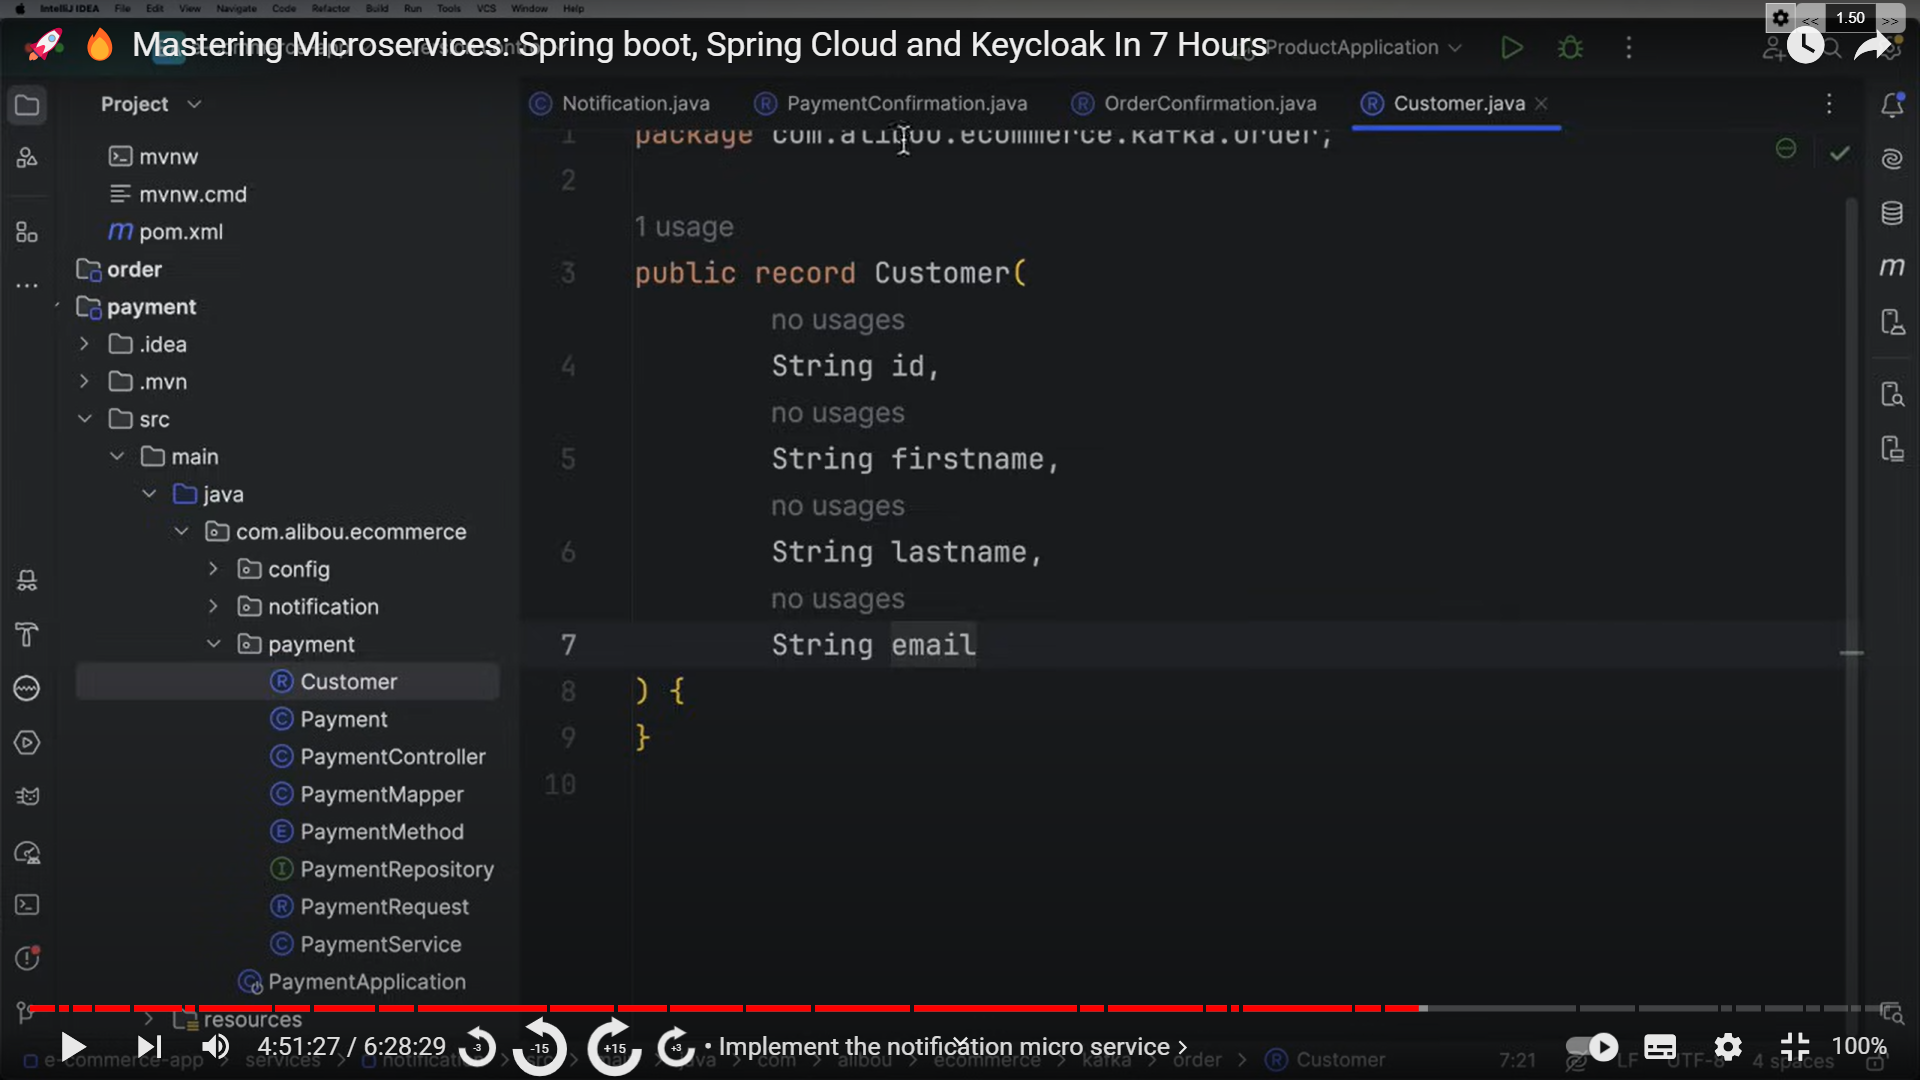 IntelliJ IDEA File Edit View Navigate Code Refactor Build Run Tools VCS Window Help
<< 1.50 >>
Mastering Microservices: Spring boot, Spring Cloud and Keycloak In 7 Hours
ProductApplication
Project
Notification.java PaymentConfirmation.java OrderConfirmation.java Customer.java
mvnw
mvnw.cmd
pom.xml
order
payment
.idea
.mvn
src
main
java
com.alibou.ecommerce
config
notification
payment
Customer
Payment
PaymentController
PaymentMapper
PaymentMethod
PaymentRepository
PaymentRequest
PaymentService
PaymentApplication
resources
1 package com.alibou.ecommerce.kafka.order;
2
1 usage
3 public record Customer(
no usages
4 String id,
no usages
5 String firstname,
no usages
6 String lastname,
no usages
7 String email
8 ) {
9 }
10
4:51:27 / 6:28:29 -3 -15 +15 +3 • Implement the notification micro service > 100%
e-commerce-app > services > notification java > com > alibou > ecommerce > kafka > order > Customer 7:21 LF UTF-8 4 spaces